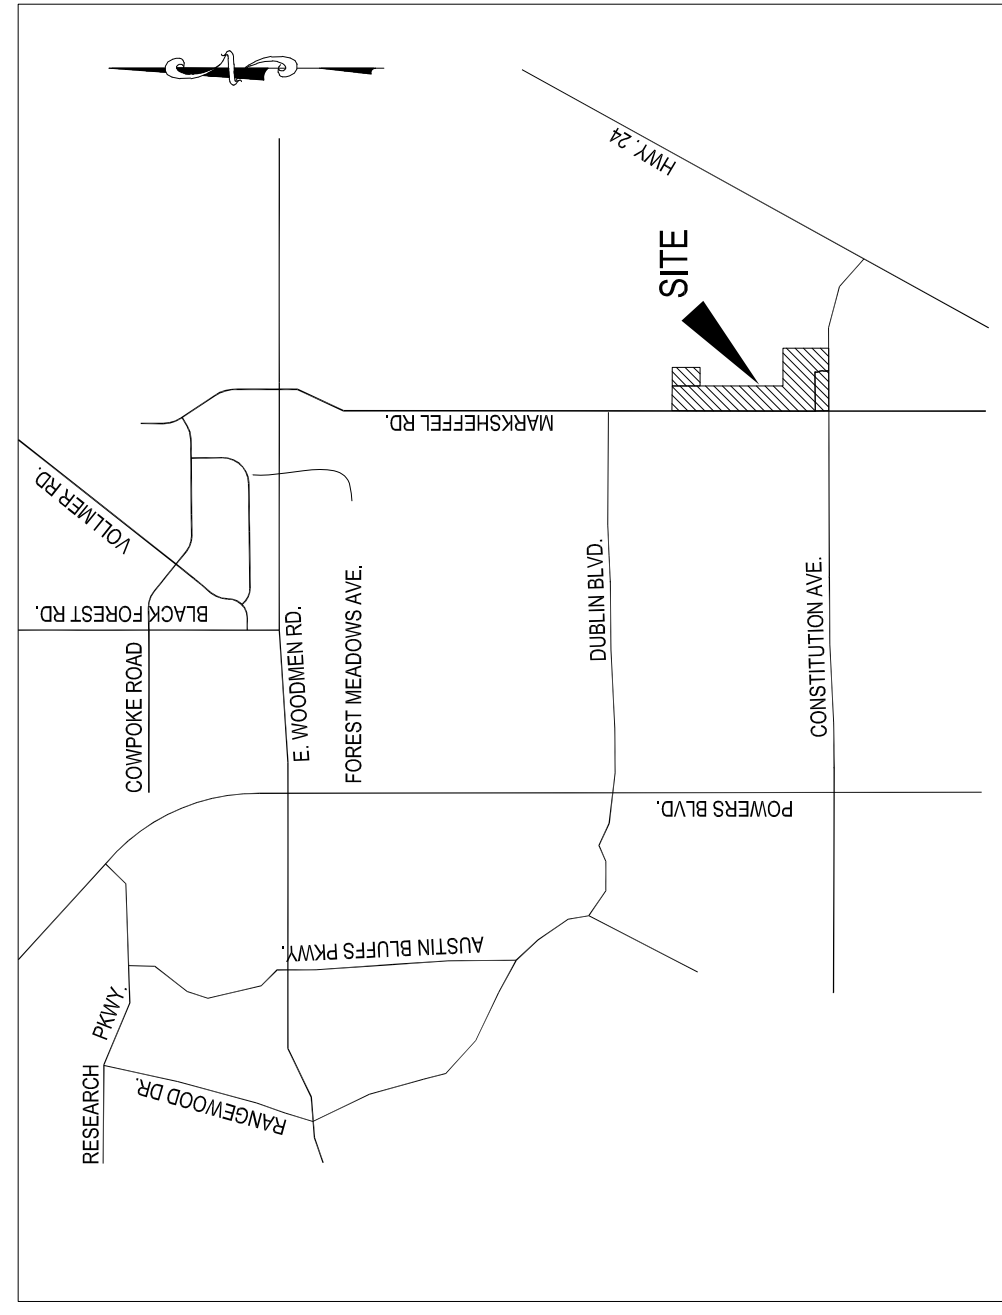 N
HWY. 24
SITE
MARKSHEFFEL RD.
VOLLMER RD.
BLACK FOREST RD.
COWPOKE ROAD
E. WOODMEN RD.
FOREST MEADOWS AVE.
DUBLIN BLVD.
CONSTITUTION AVE.
POWERS BLVD.
AUSTIN BLUFFS PKWY.
RESEARCH PKWY.
RANGEWOOD DR.